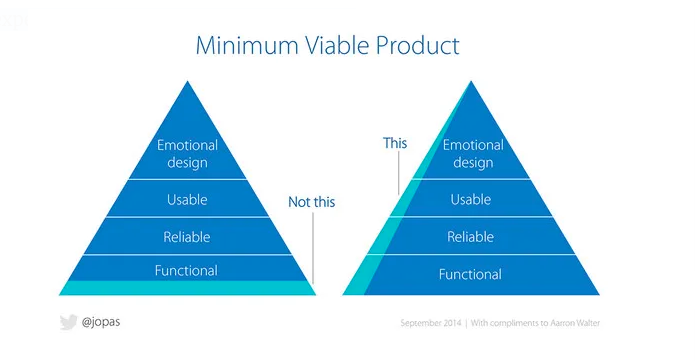 Minimum Viable Product
Emotional
design
Usable
Reliable
Functional
Not this
This
Emotional
design
Usable
Reliable
Functional
@jopas
September 2014 | With compliments to Aarron Walter